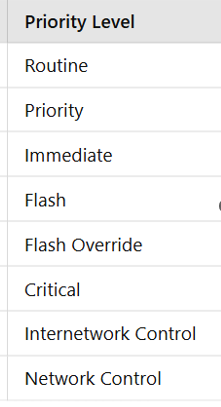 Priority Level
Routine
Priority
Immediate
Flash
Flash Override
Critical
Internetwork Control
Network Control